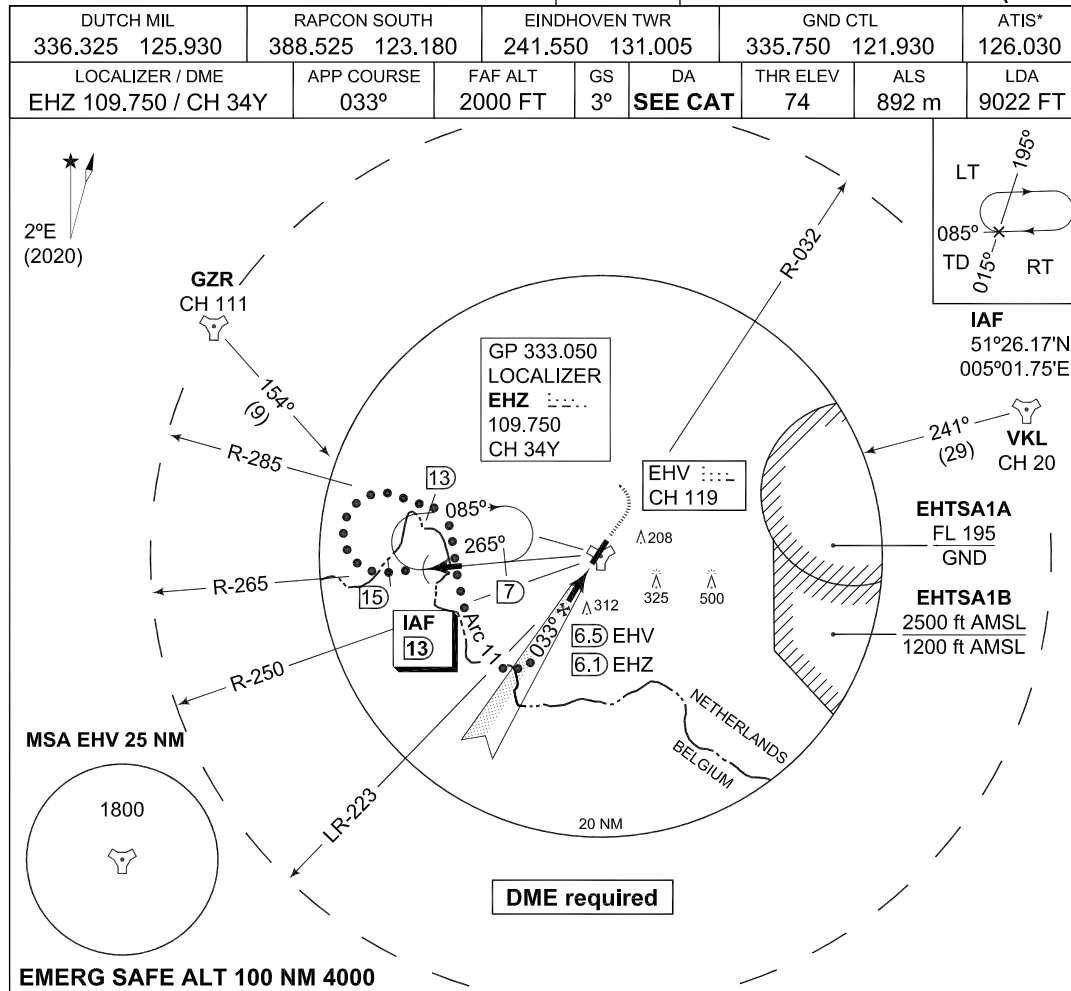 DUTCH MIL
336.325 125.930
RAPCON SOUTH
388.525 123.180
EINDHOVEN TWR
241.550 131.005
GND CTL
335.750 121.930
ATIS*
126.030
LOCALIZER / DME
EHZ 109.750 / CH 34Y
APP COURSE
033º
FAF ALT
2000 FT
GS
3º
DA
SEE CAT
THR ELEV
74
ALS
892 m
LDA
9022 FT
2ºE
(2020)
GZR
CH 111
154º
(9)
R-285
R-265
R-250
LR-223
R-032
GP 333.050
LOCALIZER
EHZ
109.750
CH 34Y
EHV
CH 119
LT
195º
085º
TD
015º
RT
IAF
51º26.17'N
005º01.75'E
241º
(29)
VKL
CH 20
EHTSA1A
FL 195
GND
EHTSA1B
2500 ft AMSL
1200 ft AMSL
13
085º
265º
15
7
208
325
500
312
IAF
13
Arc 11
033º
6.5 EHV
6.1 EHZ
NETHERLANDS
BELGIUM
20 NM
MSA EHV 25 NM
1800
DME required
EMERG SAFE ALT 100 NM 4000